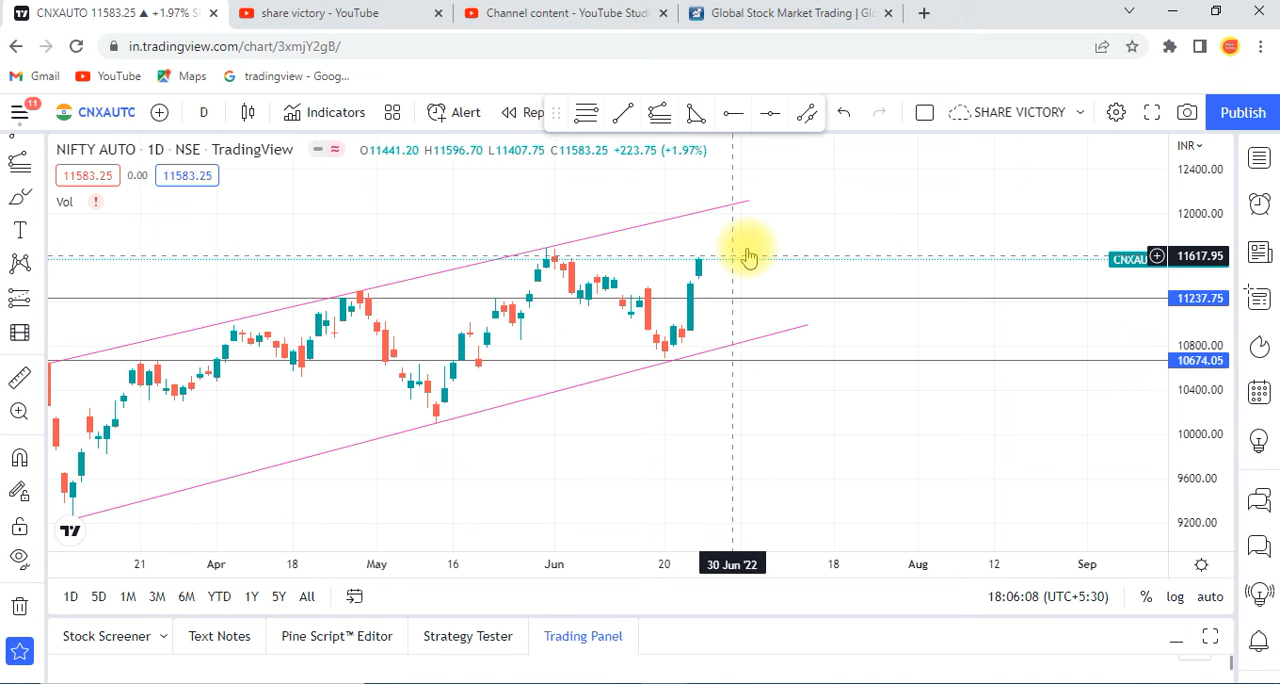 CNXAUTC 11583.25 ▲ +1.97% S
share victory - YouTube
Channel content - YouTube Studi
Global Stock Market Trading | Glo
in.tradingview.com/chart/3xmjY2gB/
Gmail
YouTube
Maps
tradingview - Goog...
11
CNXAUTC
D
Indicators
Alert
Rep
SHARE VICTORY
Publish
NIFTY AUTO · 1D · NSE · TradingView
O11441.20 H11596.70 L11407.75 C11583.25 +223.75 (+1.97%)
INR
11583.25
0.00
11583.25
Vol
12400.00
12000.00
CNXAU
11617.95
11237.75
10800.00
10674.05
10400.00
10000.00
9600.00
9200.00
21
Apr
18
May
16
Jun
20
30 Jun '22
18
Aug
12
Sep
1D
5D
1M
3M
6M
YTD
1Y
5Y
All
18:06:08 (UTC+5:30)
%
log
auto
Stock Screener
Text Notes
Pine Script™ Editor
Strategy Tester
Trading Panel